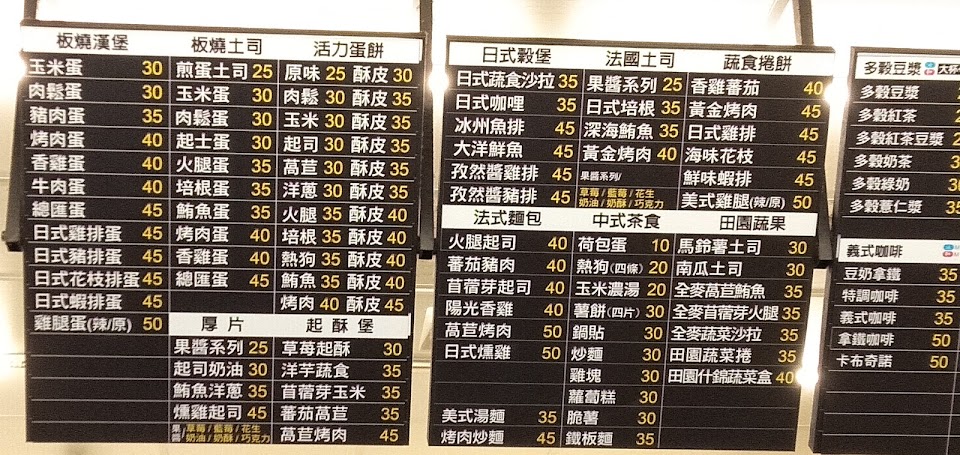 板燒漢堡
玉米蛋 30
肉鬆蛋 30
豬肉蛋 35
烤肉蛋 40
香雞蛋 40
牛肉蛋 40
總匯蛋 45
日式雞排蛋 45
日式豬排蛋 45
日式花枝排蛋 45
日式蝦排蛋 45
雞腿蛋(辣/原) 50
板燒土司
煎蛋土司 25
玉米蛋 30
肉鬆蛋 30
起士蛋 30
火腿蛋 35
培根蛋 35
鮪魚蛋 35
烤肉蛋 40
香雞蛋 40
總匯蛋 45
活力蛋餅
原味 25 酥皮 30
肉鬆 30 酥皮 35
玉米 30 酥皮 35
起司 30 酥皮 35
萵苣 30 酥皮 35
洋蔥 30 酥皮 35
火腿 35 酥皮 40
培根 35 酥皮 40
熱狗 35 酥皮 40
鮪魚 35 酥皮 40
烤肉 40 酥皮 45
厚片
果醬系列 25
起司奶油 30
鮪魚洋蔥 35
燻雞起司 45
果醬/草莓/藍莓/花生
奶油/奶酥/巧克力
起酥堡
草莓起酥 30
洋芋蔬食 35
苜蓿芽玉米 35
蕃茄萵苣 35
萵苣烤肉 45
日式穀堡
日式蔬食沙拉 35
日式咖哩 35
冰州魚排 45
大洋鮮魚 45
孜然醬雞排 45
孜然醬豬排 45
法國土司
果醬系列 25
日式培根 35
深海鮪魚 35
黃金烤肉 40
果醬系列/
草莓/藍莓/花生
奶油/奶酥/巧克力
蔬食捲餅
香雞蕃茄 40
黃金烤肉 45
日式雞排 45
海味花枝 45
鮮味蝦排 45
美式雞腿(辣/原) 50
法式麵包
火腿起司 40
蕃茄豬肉 40
苜蓿芽起司 40
陽光香雞 40
萵苣烤肉 50
日式燻雞 50
美式湯麵 35
烤肉炒麵 45
中式茶食
荷包蛋 10
熱狗(四條) 20
玉米濃湯 20
薯餅(四片) 30
鍋貼 30
炒麵 30
雞塊 30
蘿蔔糕 30
脆薯 30
鐵板麵 35
田園蔬果
馬鈴薯土司 30
南瓜土司 30
全麥萵苣鮪魚 35
全麥苜蓿芽火腿 35
全麥蔬菜沙拉 35
田園蔬菜捲 35
田園什錦蔬菜盒 40
多穀豆漿
多穀豆漿
多穀紅茶
多穀紅茶豆漿
多穀奶茶
多穀綠奶
多穀薏仁漿
義式咖啡
豆奶拿鐵 35
特調咖啡 35
義式咖啡 35
拿鐵咖啡 50
卡布奇諾 50